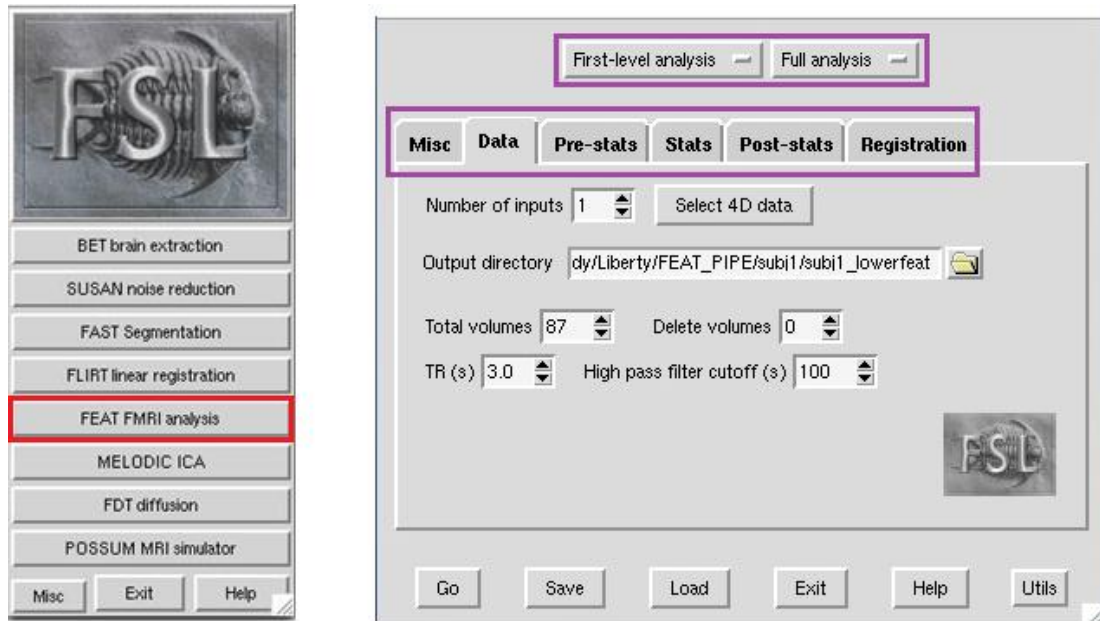 FSL
BET brain extraction
SUSAN noise reduction
FAST Segmentation
FLIRT linear registration
FEAT FMRI analysis
MELODIC ICA
FDT diffusion
POSSUM MRI simulator
Misc Exit Help
First-level analysis Full analysis
Misc Data Pre-stats Stats Post-stats Registration
Number of inputs 1 Select 4D data
Output directory dy/Liberty/FEAT_PIPE/subj1/subj1_lowerfeat
Total volumes 87 Delete volumes 0
TR (s) 3.0 High pass filter cutoff (s) 100
FSL
Go Save Load Exit Help Utils